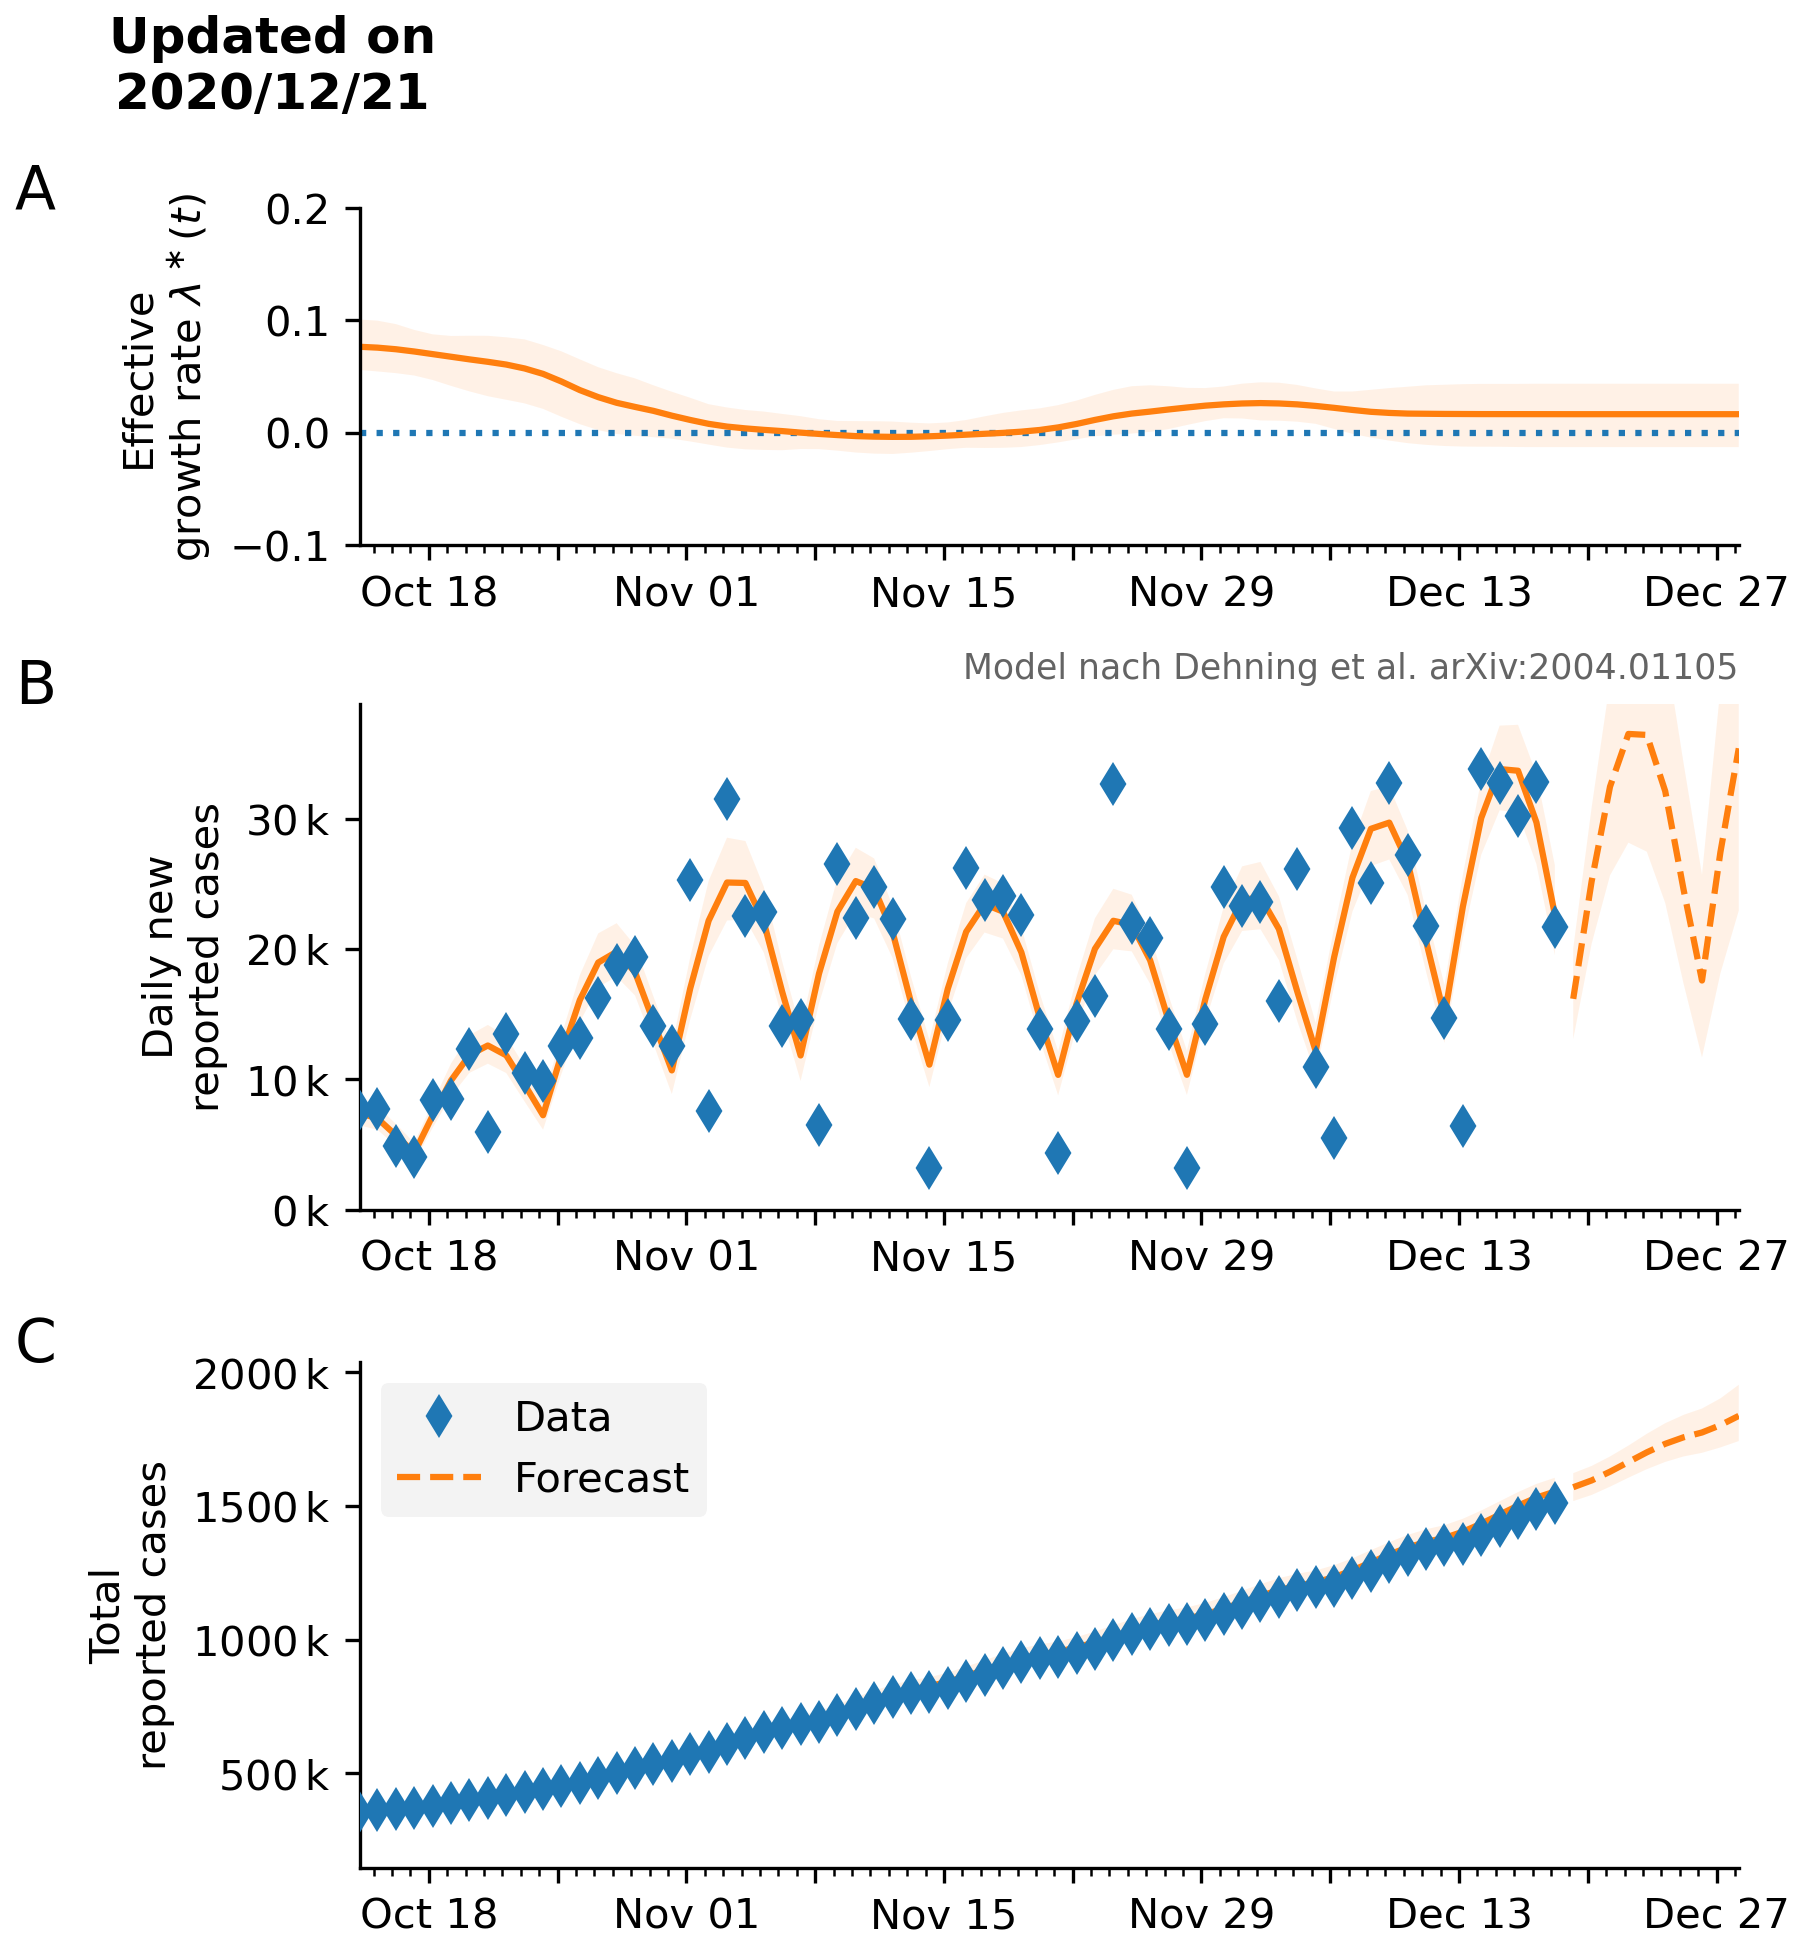 Updated on
2020/12/21
A
Effective
growth rate λ * (t)
0.2
0.1
0.0
−0.1
Oct 18 Nov 01 Nov 15 Nov 29 Dec 13 Dec 27
B
Model nach Dehning et al. arXiv:2004.01105
Daily new
reported cases
30 k
20 k
10 k
0 k
Oct 18 Nov 01 Nov 15 Nov 29 Dec 13 Dec 27
C
Total
reported cases
2000 k
1500 k
1000 k
500 k
Data
Forecast
Oct 18 Nov 01 Nov 15 Nov 29 Dec 13 Dec 27